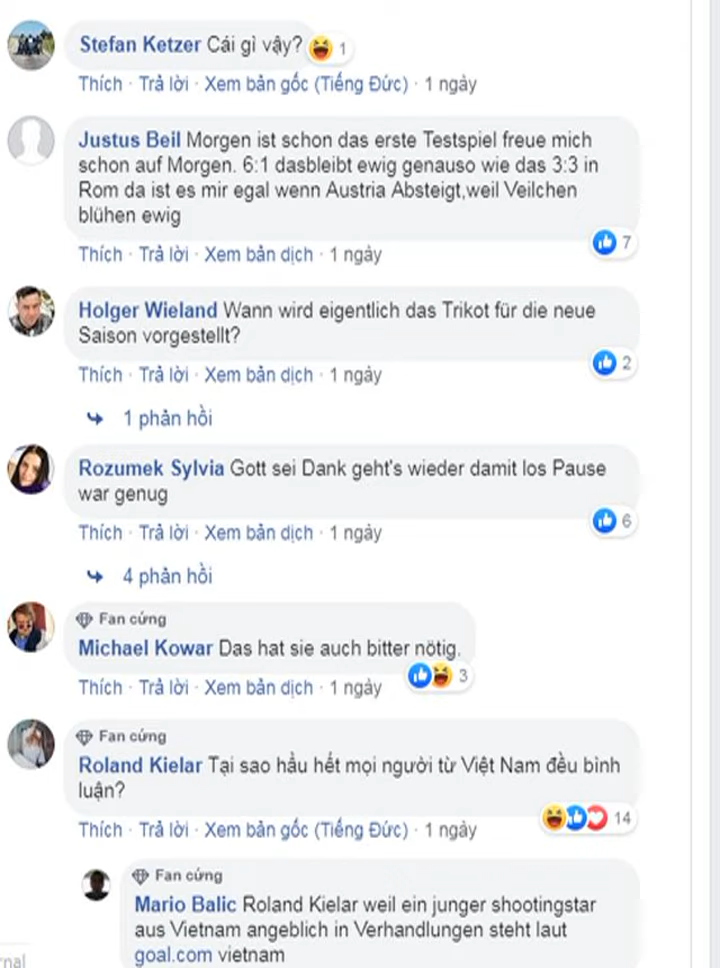 Stefan Ketzer Cái gì vậy? 1
Thích · Trả lời · Xem bản gốc (Tiếng Đức) · 1 ngày
Justus Beil Morgen ist schon das erste Testspiel freue mich
schon auf Morgen. 6:1 dasbleibt ewig genauso wie das 3:3 in
Rom da ist es mir egal wenn Austria Absteigt,weil Veilchen
blühen ewig
7
Thích · Trả lời · Xem bản dịch · 1 ngày
Holger Wieland Wann wird eigentlich das Trikot für die neue
Saison vorgestellt?
2
Thích · Trả lời · Xem bản dịch · 1 ngày
1 phản hồi
Rozumek Sylvia Gott sei Dank geht's wieder damit los Pause
war genug
6
Thích · Trả lời · Xem bản dịch · 1 ngày
4 phản hồi
Fan cứng
Michael Kowar Das hat sie auch bitter nötig.
3
Thích · Trả lời · Xem bản dịch · 1 ngày
Fan cứng
Roland Kielar Tại sao hầu hết mọi người từ Việt Nam đều bình
luận?
14
Thích · Trả lời · Xem bản gốc (Tiếng Đức) · 1 ngày
Fan cứng
Mario Balic Roland Kielar weil ein junger shootingstar
aus Vietnam angeblich in Verhandlungen steht laut
goal.com vietnam